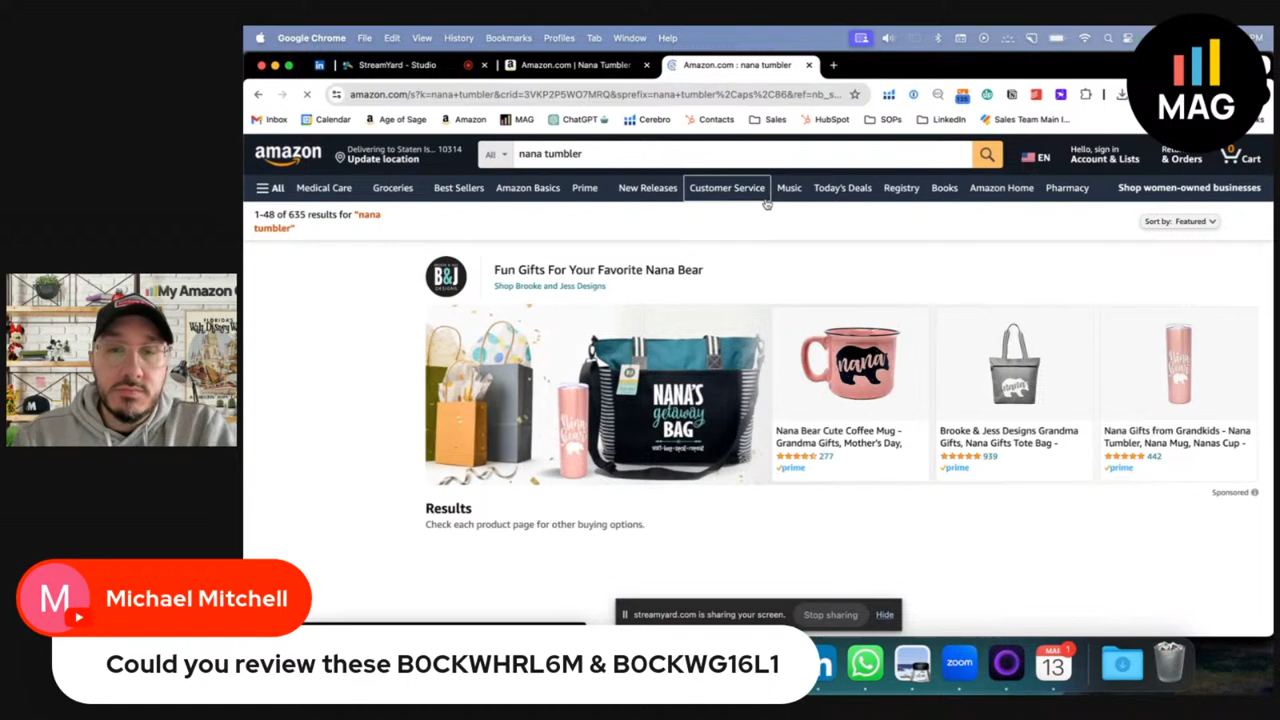 Google Chrome File Edit View History Bookmarks Profiles Tab Window Help
StreamYard - Studio
Amazon.com | Nana Tumbler
Amazon.com : nana tumbler
amazon.com/s?k=nana+tumbler&crid=3VKP2P5WO7MRQ&sprefix=nana+tumbler%2Caps%2C86&ref=nb_s...
MAG
Inbox Calendar Age of Sage Amazon MAG ChatGPT Cerebro Contacts Sales HubSpot SOPs LinkedIn Sales Team Main I...
amazon
Delivering to Staten Is... 10314
Update location
All
nana tumbler
EN
Hello, sign in
Account & Lists
& Orders
0
Cart
All Medical Care Groceries Best Sellers Amazon Basics Prime New Releases Customer Service Music Today's Deals Registry Books Amazon Home Pharmacy Shop women-owned businesses
1-48 of 635 results for "nana
tumbler"
Sort by: Featured
B&J
DESIGNS
Fun Gifts For Your Favorite Nana Bear
Shop Brooke and Jess Designs
My Amazon
NANA'S
getaway
BAG
nana
nana
Nana Bear Cute Coffee Mug -
Grandma Gifts, Mother's Day,
277
prime
Brooke & Jess Designs Grandma
Gifts, Nana Gifts Tote Bag -
939
prime
Nana Gifts from Grandkids - Nana
Tumbler, Nana Mug, Nanas Cup -
442
prime
Sponsored
Results
Check each product page for other buying options.
streamyard.com is sharing your screen.
Stop sharing
Hide
M
Michael Mitchell
Could you review these B0CKWHRL6M & B0CKWG16L1
zoom
13
1